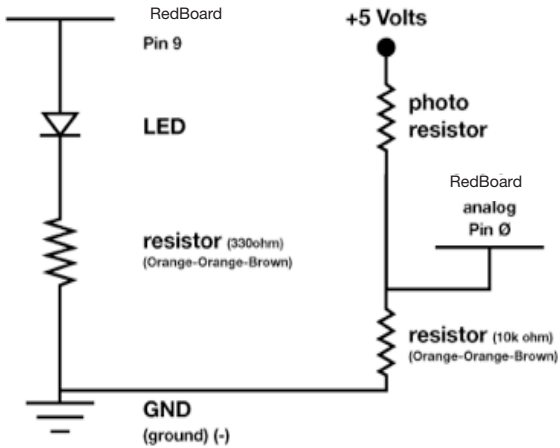 RedBoard
Pin 9
LED
resistor (330ohm)
(Orange-Orange-Brown)
GND
(ground) (-)
+5 Volts
photo
resistor
RedBoard
analog
Pin Ø
resistor (10k ohm)
(Orange-Orange-Brown)